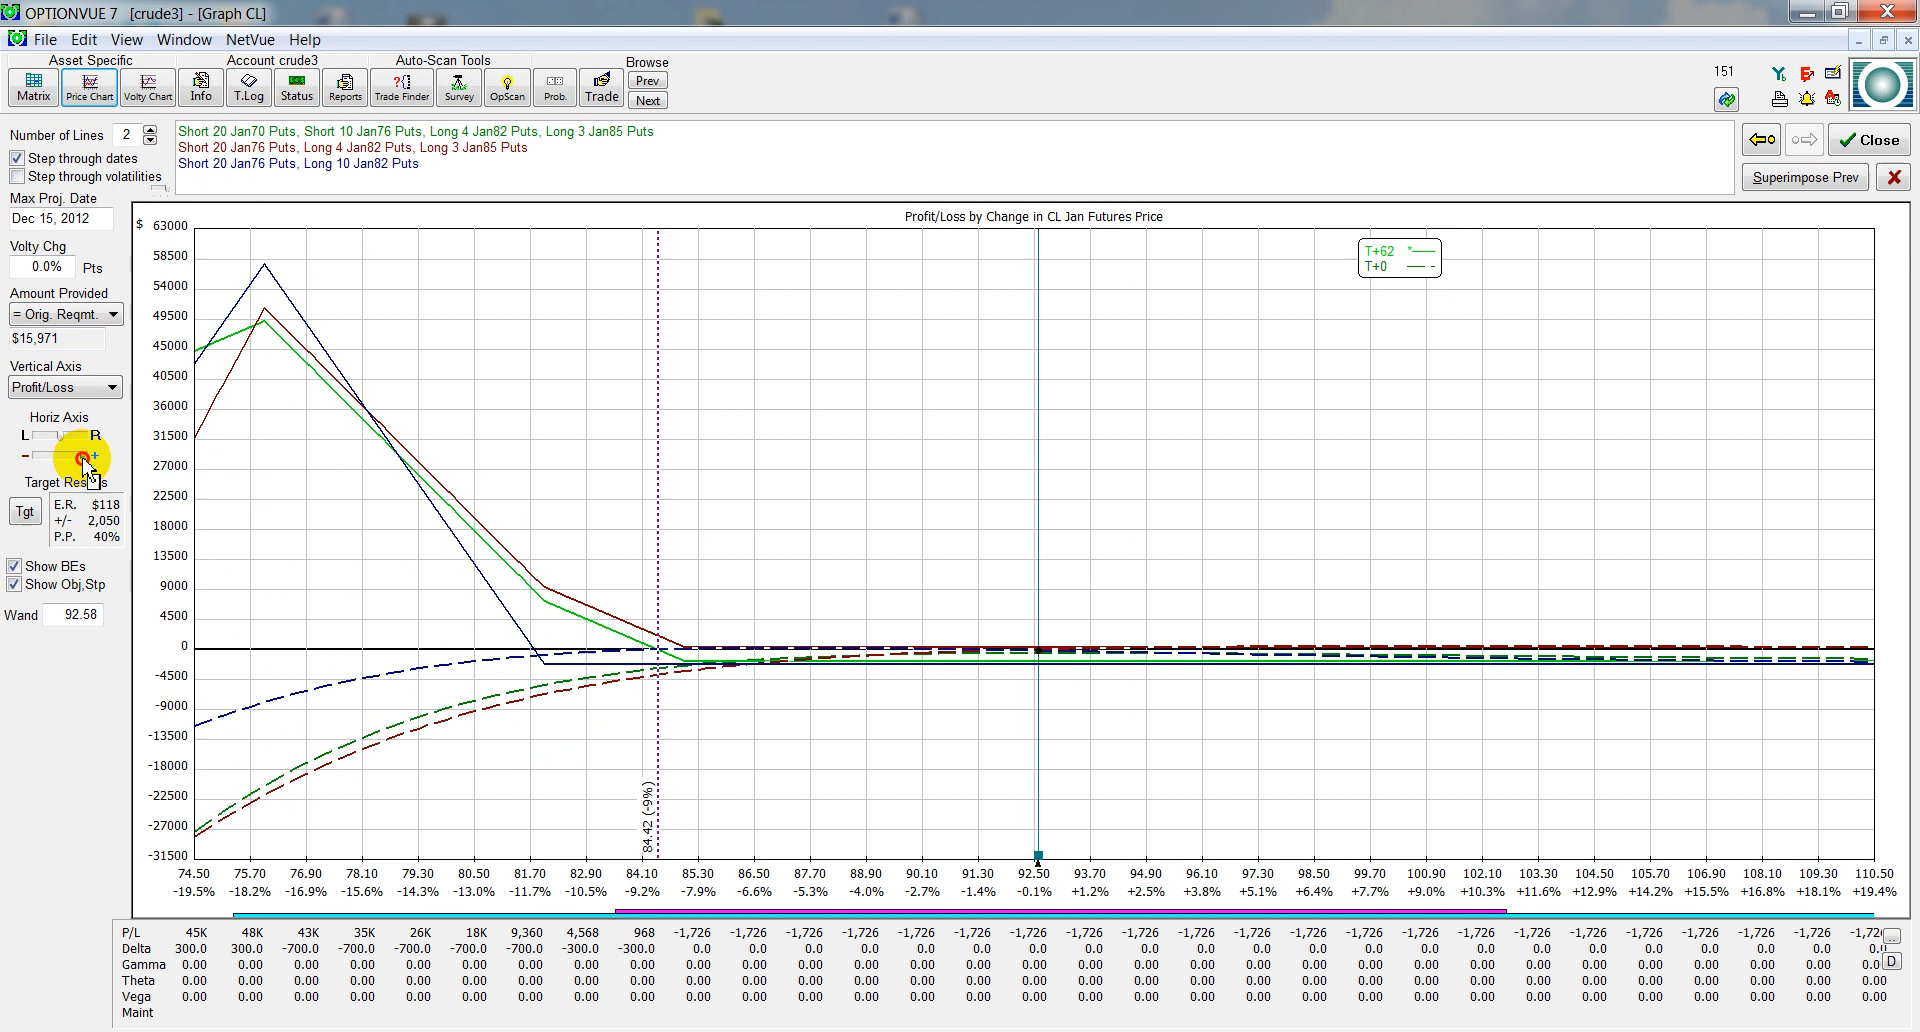 OPTIONVUE 7 [crude3] - [Graph CL]
File Edit View Window NetVue Help
Asset Specific Account crude3 Auto-Scan Tools Browse
Matrix Price Chart Volty Chart Info T.Log Status Reports Trade Finder Survey OpScan Prob. Trade Prev
Next
151
Number of Lines 2
Step through dates
Step through volatilities
Short 20 Jan70 Puts, Short 10 Jan76 Puts, Long 4 Jan82 Puts, Long 3 Jan85 Puts
Short 20 Jan76 Puts, Long 4 Jan82 Puts, Long 3 Jan85 Puts
Short 20 Jan76 Puts, Long 10 Jan82 Puts
Close
Superimpose Prev
Max Proj. Date
Dec 15, 2012
Volty Chg
0.0% Pts
Amount Provided
= Orig. Reqmt.
$15,971
Vertical Axis
Profit/Loss
Horiz Axis
L R
- +
Target Res s
Tgt
E.R. $118
+/- 2,050
P.P. 40%
Show BEs
Show Obj,Stp
Wand 92.58
Profit/Loss by Change in CL Jan Futures Price
T+62
T+0
$ 63000
58500
54000
49500
45000
40500
36000
31500
27000
22500
18000
13500
9000
4500
0
-4500
-9000
-13500
-18000
-22500
-27000
-31500
84.42 (-9%)
74.50 75.70 76.90 78.10 79.30 80.50 81.70 82.90 84.10 85.30 86.50 87.70 88.90 90.10 91.30 92.50 93.70 94.90 96.10 97.30 98.50 99.70 100.90 102.10 103.30 104.50 105.70 106.90 108.10 109.30 110.50
-19.5% -18.2% -16.9% -15.6% -14.3% -13.0% -11.7% -10.5% -9.2% -7.9% -6.6% -5.3% -4.0% -2.7% -1.4% -0.1% +1.2% +2.5% +3.8% +5.1% +6.4% +7.7% +9.0% +10.3% +11.6% +12.9% +14.2% +15.5% +16.8% +18.1% +19.4%
P/L 45K 48K 43K 35K 26K 18K 9,360 4,568 968 -1,726 -1,726 -1,726 -1,726 -1,726 -1,726 -1,726 -1,726 -1,726 -1,726 -1,726 -1,726 -1,726 -1,726 -1,726 -1,726 -1,726 -1,726 -1,726 -1,726 -1,726 -1,72 ...
Delta 300.0 300.0 -700.0 -700.0 -700.0 -700.0 -700.0 -300.0 -300.0 0.0 0.0 0.0 0.0 0.0 0.0 0.0 0.0 0.0 0.0 0.0 0.0 0.0 0.0 0.0 0.0 0.0 0.0 0.0 0.0 0.0 0.0
Gamma 0.00 0.00 0.00 0.00 0.00 0.00 0.00 0.00 0.00 0.00 0.00 0.00 0.00 0.00 0.00 0.00 0.00 0.00 0.00 0.00 0.00 0.00 0.00 0.00 0.00 0.00 0.00 0.00 0.00 0.00 0.0 D
Theta 0.00 0.00 0.00 0.00 0.00 0.00 0.00 0.00 0.00 0.00 0.00 0.00 0.00 0.00 0.00 0.00 0.00 0.00 0.00 0.00 0.00 0.00 0.00 0.00 0.00 0.00 0.00 0.00 0.00 0.00 0.00
Vega 0.00 0.00 0.00 0.00 0.00 0.00 0.00 0.00 0.00 0.00 0.00 0.00 0.00 0.00 0.00 0.00 0.00 0.00 0.00 0.00 0.00 0.00 0.00 0.00 0.00 0.00 0.00 0.00 0.00 0.00 0.00
Maint